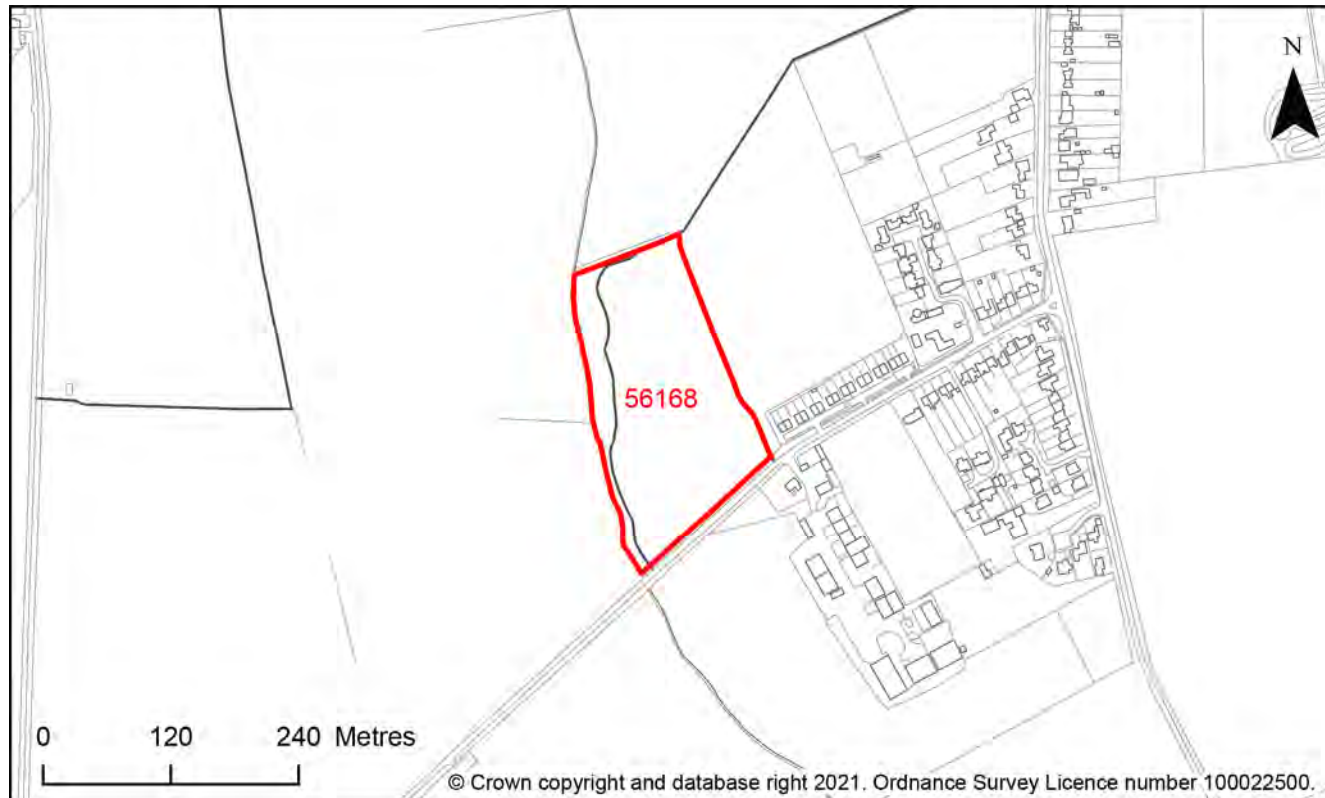 N
56168
0 120 240 Metres
© Crown copyright and database right 2021. Ordnance Survey Licence number 100022500.